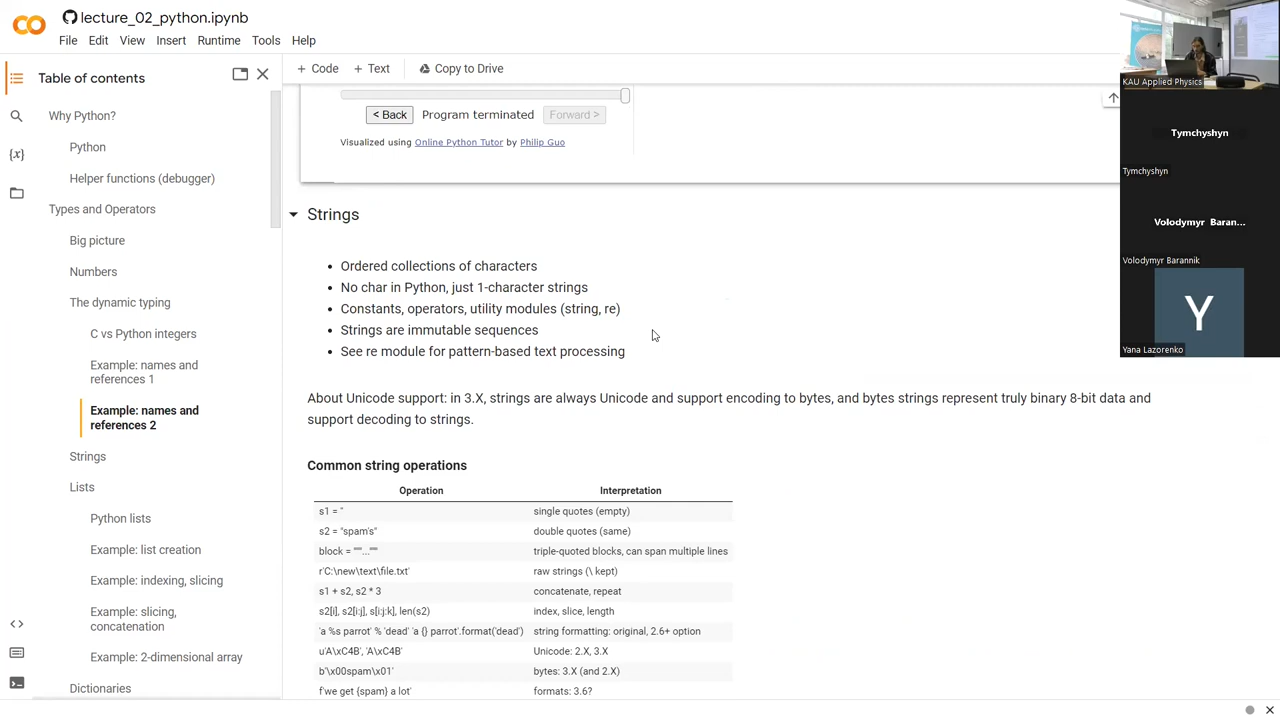 lecture_02_python.ipynb
File Edit View Insert Runtime Tools Help
Table of contents
Why Python?
Python
Helper functions (debugger)
Types and Operators
Big picture
Numbers
The dynamic typing
C vs Python integers
Example: names and
references 1
Example: names and
references 2
Strings
Lists
Python lists
Example: list creation
Example: indexing, slicing
Example: slicing,
concatenation
Example: 2-dimensional array
Dictionaries
+ Code + Text Copy to Drive
< Back Program terminated Forward >
Visualized using Online Python Tutor by Philip Guo
Strings
• Ordered collections of characters
• No char in Python, just 1-character strings
• Constants, operators, utility modules (string, re)
• Strings are immutable sequences
• See re module for pattern-based text processing
About Unicode support: in 3.X, strings are always Unicode and support encoding to bytes, and bytes strings represent truly binary 8-bit data and
support decoding to strings.
Common string operations
Operation Interpretation
s1 = '' single quotes (empty)
s2 = "spam's" double quotes (same)
block = """...""" triple-quoted blocks, can span multiple lines
r'C:\new\text\file.txt' raw strings (\ kept)
s1 + s2, s2 * 3 concatenate, repeat
s2[i], s2[i:j], s[i:j:k], len(s2) index, slice, length
'a %s parrot' % 'dead' 'a {} parrot'.format('dead') string formatting: original, 2.6+ option
u'A\xC4B', 'A\xC4B' Unicode: 2.X, 3.X
b'\x00spam\x01' bytes: 3.X (and 2.X)
f'we get {spam} a lot' formats: 3.6?
KAU Applied Physics
Tymchyshyn
Tymchyshyn
Volodymyr Baran...
Volodymyr Barannik
Y
Yana Lazorenko